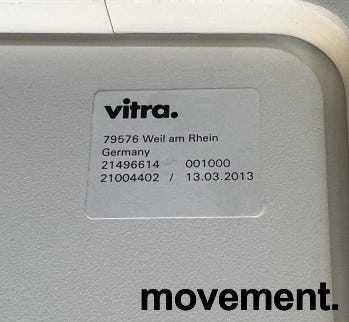 vitra.
79576 Weil am Rhein
Germany
21496614 001000
21004402 / 13.03.2013
movement.